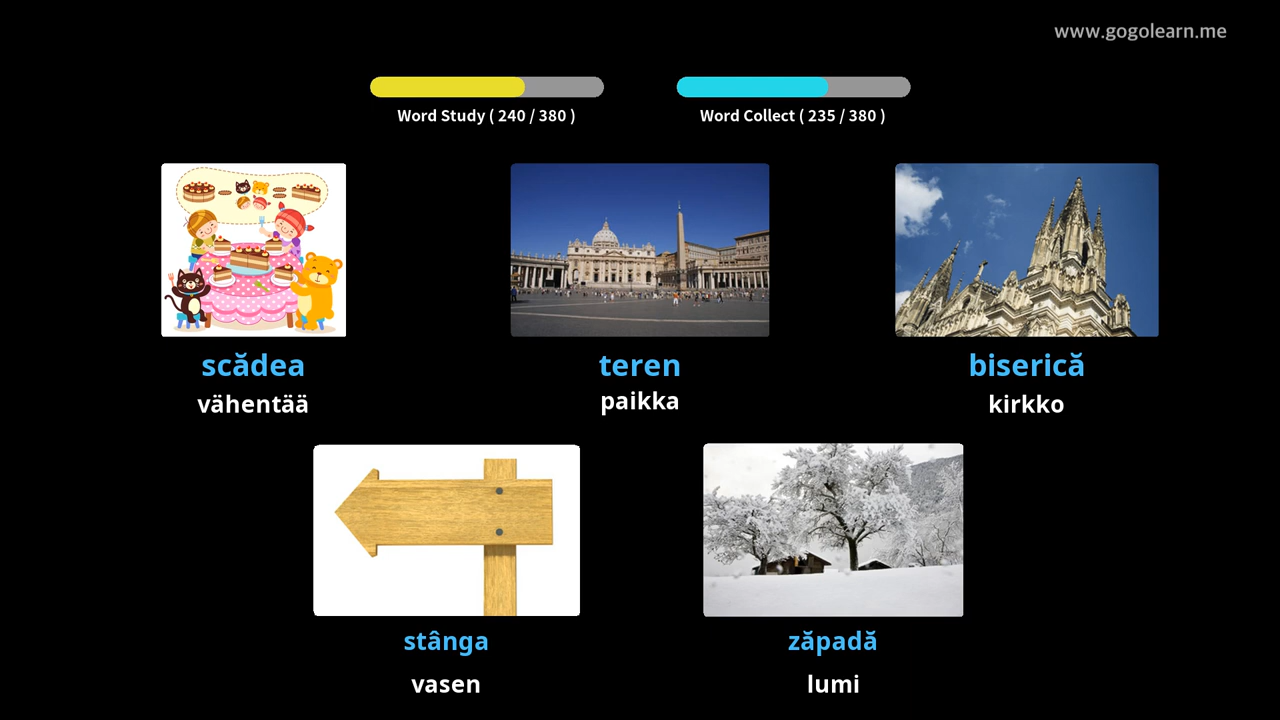 www.gogolearn.me
Word Study ( 240 / 380 )
Word Collect ( 235 / 380 )
scădea
vähentää
teren
paikka
biserică
kirkko
stânga
vasen
zăpadă
lumi